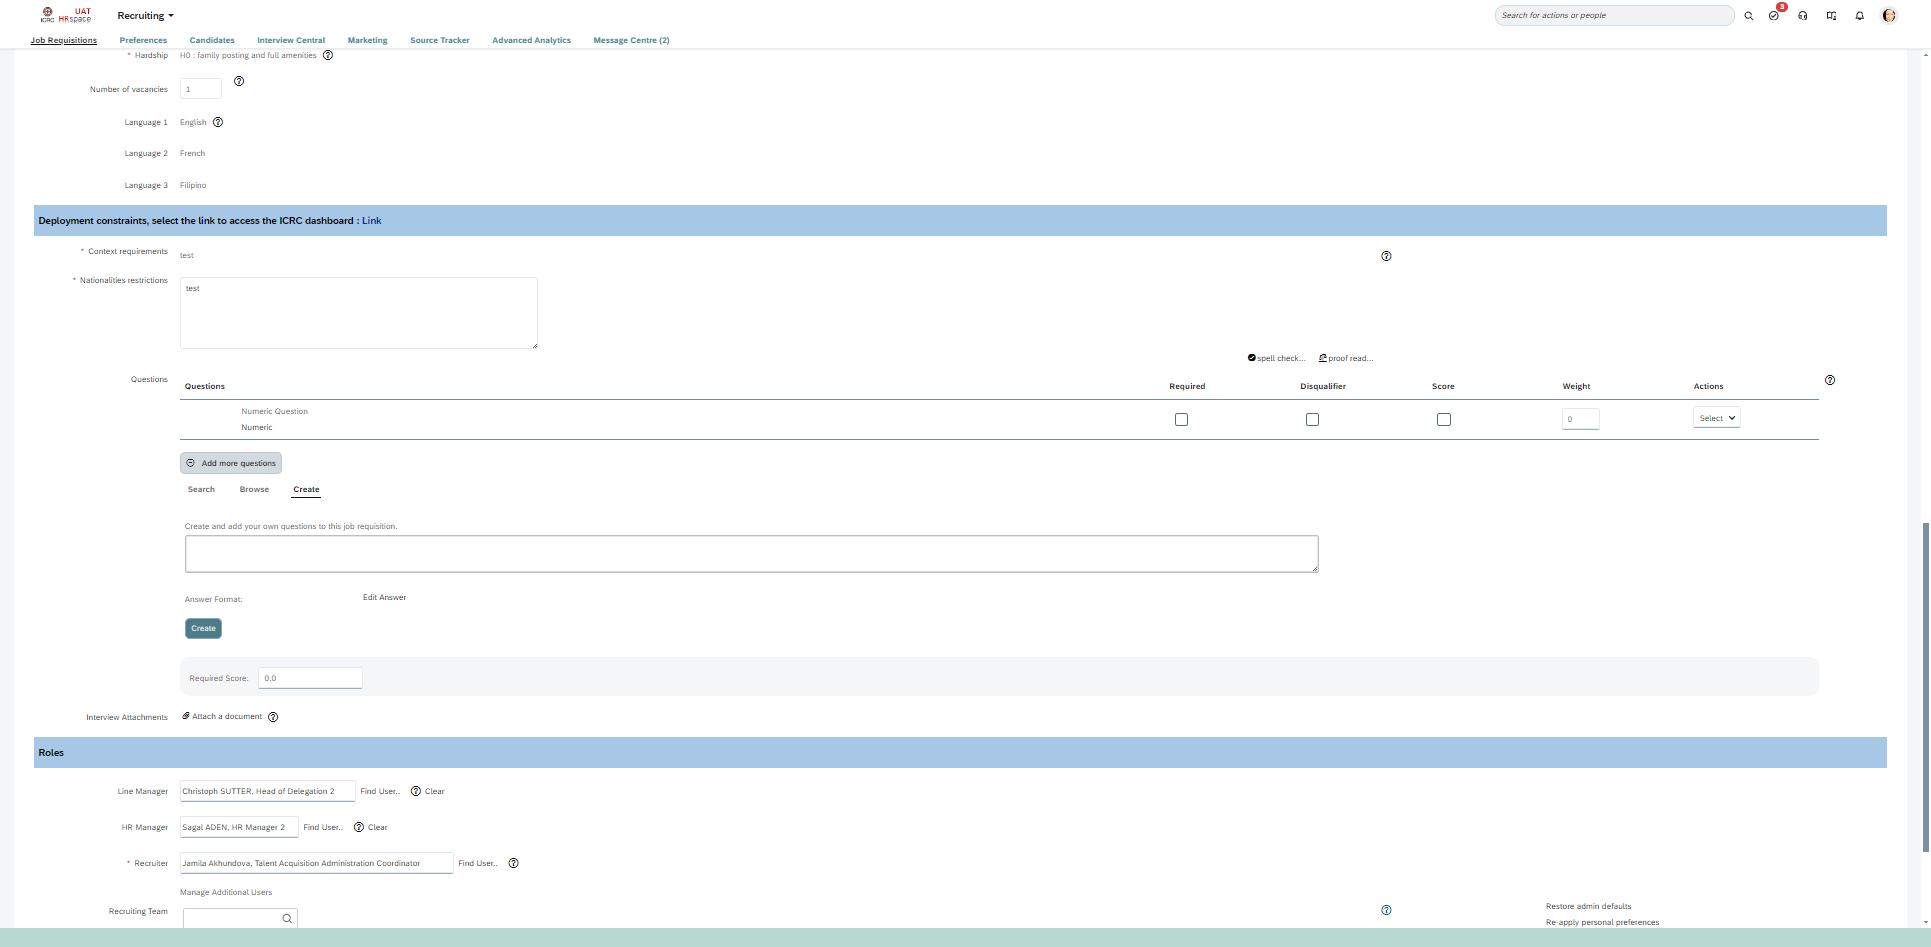 ICRC UAT HRspace Recruiting Search for actions or people 3
Job Requisitions Preferences Candidates Interview Central Marketing Source Tracker Advanced Analytics Message Centre (2)
* Hardship H0 : family posting and full amenities
Number of vacancies 1
Language 1 English
Language 2 French
Language 3 Filipino
Deployment constraints, select the link to access the ICRC dashboard : Link
* Context requirements test
* Nationalities restrictions test
spell check... proof read...
Questions Questions Required Disqualifier Score Weight Actions
Numeric Question
Numeric 0 Select
Add more questions
Search Browse Create
Create and add your own questions to this job requisition.
Answer Format: Edit Answer
Create
Required Score: 0.0
Interview Attachments Attach a document
Roles
Line Manager Christoph SUTTER, Head of Delegation 2 Find User.. Clear
HR Manager Sagal ADEN, HR Manager 2 Find User.. Clear
* Recruiter Jamila Akhundova, Talent Acquisition Administration Coordinator Find User..
Manage Additional Users
Recruiting Team Restore admin defaults
Re-apply personal preferences